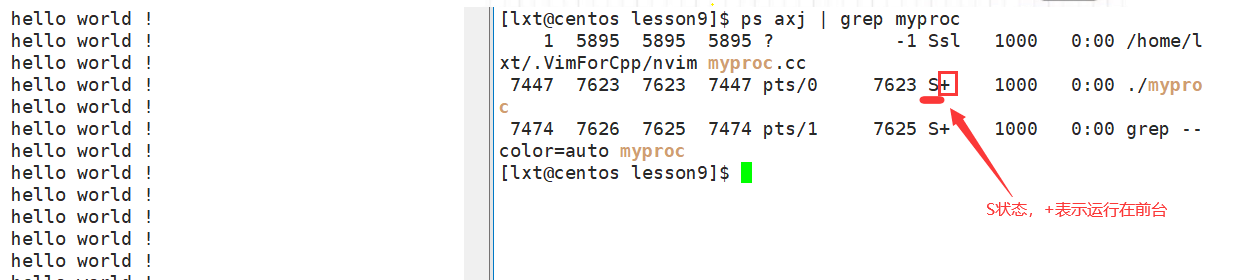 hello world !
hello world !
hello world !
hello world !
hello world !
hello world !
hello world !
hello world !
hello world !
hello world !
hello world !
hello world !
hello world !
[lxt@centos lesson9]$ ps axj | grep myproc
1 5895 5895 5895 ? -1 Ssl 1000 0:00 /home/l
xt/.VimForCpp/nvim myproc.cc
7447 7623 7623 7447 pts/0 7623 S+ 1000 0:00 ./mypro
c
7474 7626 7625 7474 pts/1 7625 S+ 1000 0:00 grep --
color=auto myproc
[lxt@centos lesson9]$
S状态，+表示运行在前台